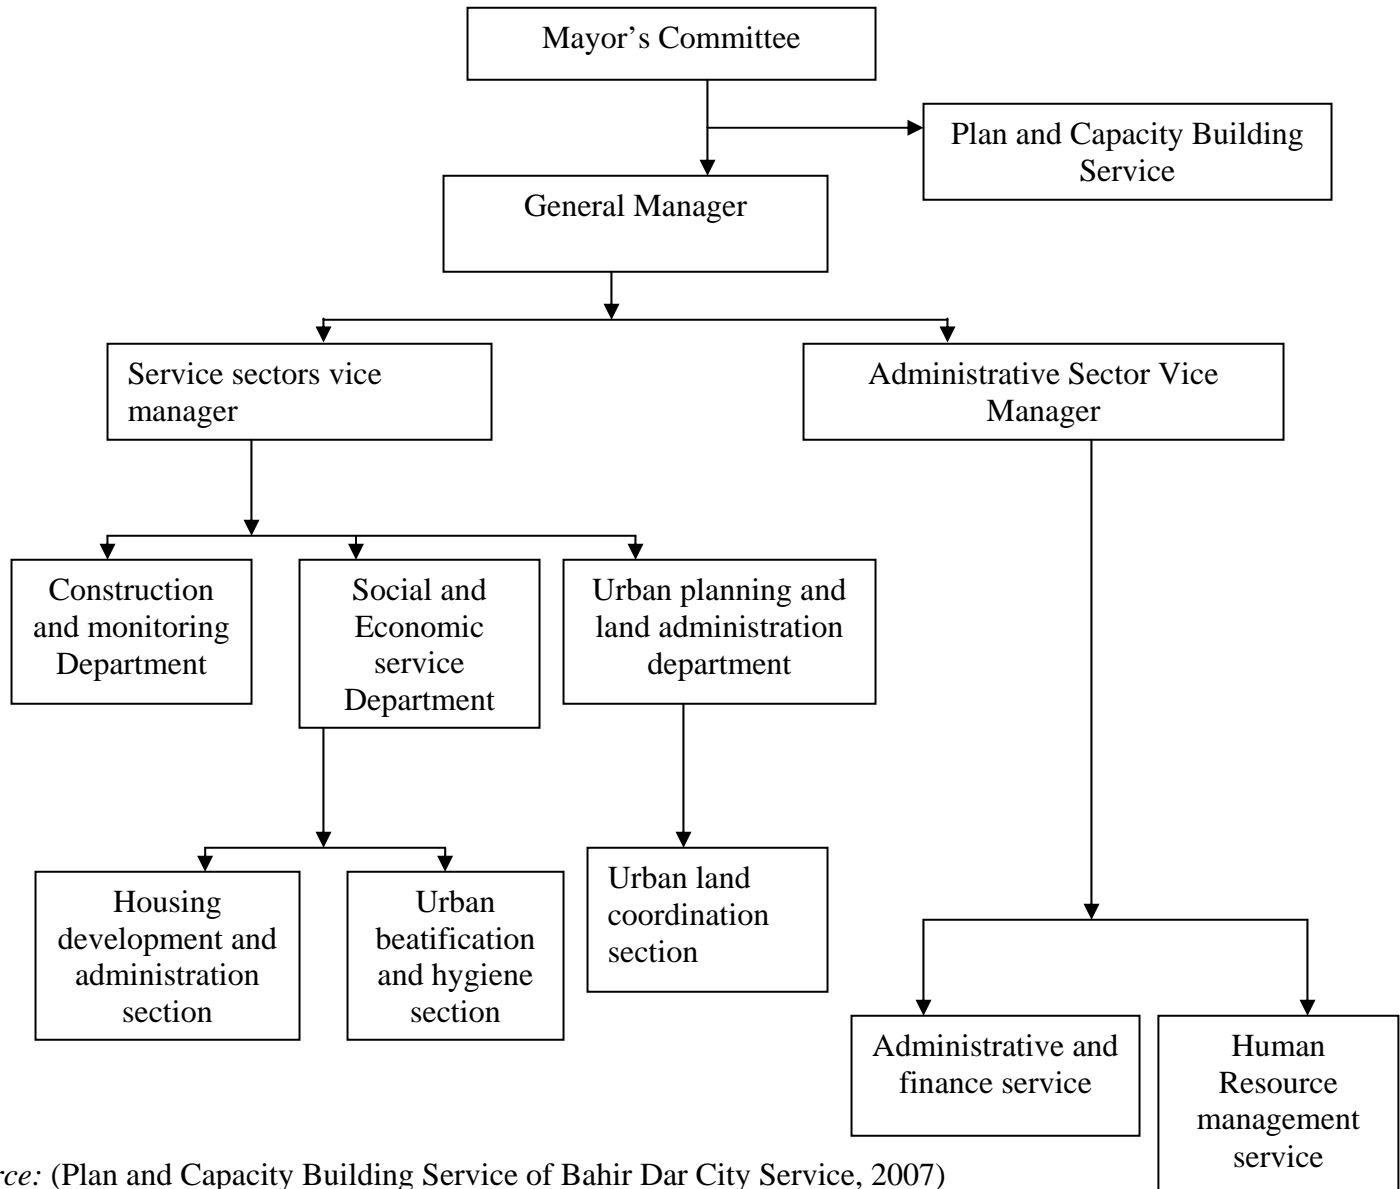 Mayor’s Committee
Plan and Capacity Building
Service
General Manager
Service sectors vice
manager
Administrative Sector Vice
Manager
Construction
and monitoring
Department
Social and
Economic
service
Department
Urban planning and
land administration
department
Housing
development and
administration
section
Urban
beatification
and hygiene
section
Urban land
coordination
section
Administrative and
finance service
Human
Resource
management
service
rce: (Plan and Capacity Building Service of Bahir Dar City Service, 2007)